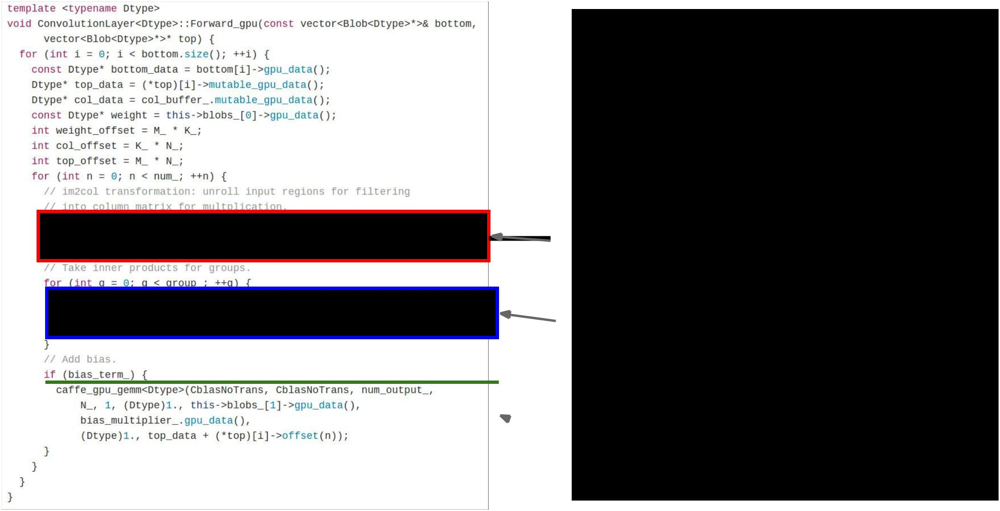 template <typename Dtype>
void ConvolutionLayer<Dtype>::Forward_gpu(const vector<Blob<Dtype>*>& bottom,
      vector<Blob<Dtype>*>* top) {
  for (int i = 0; i < bottom.size(); ++i) {
    const Dtype* bottom_data = bottom[i]->gpu_data();
    Dtype* top_data = (*top)[i]->mutable_gpu_data();
    Dtype* col_data = col_buffer_.mutable_gpu_data();
    const Dtype* weight = this->blobs_[0]->gpu_data();
    int weight_offset = M_ * K_;
    int col_offset = K_ * N_;
    int top_offset = M_ * N_;
    for (int n = 0; n < num_; ++n) {
      // im2col transformation: unroll input regions for filtering
      // into column matrix for multplication.
      // Take inner products for groups.
      for (int g = 0; g < group_; ++g) {
      }
      // Add bias.
      if (bias_term_) {
        caffe_gpu_gemm<Dtype>(CblasNoTrans, CblasNoTrans, num_output_,
            N_, 1, (Dtype)1., this->blobs_[1]->gpu_data(),
            bias_multiplier_.gpu_data(),
            (Dtype)1., top_data + (*top)[i]->offset(n));
      }
    }
  }
}